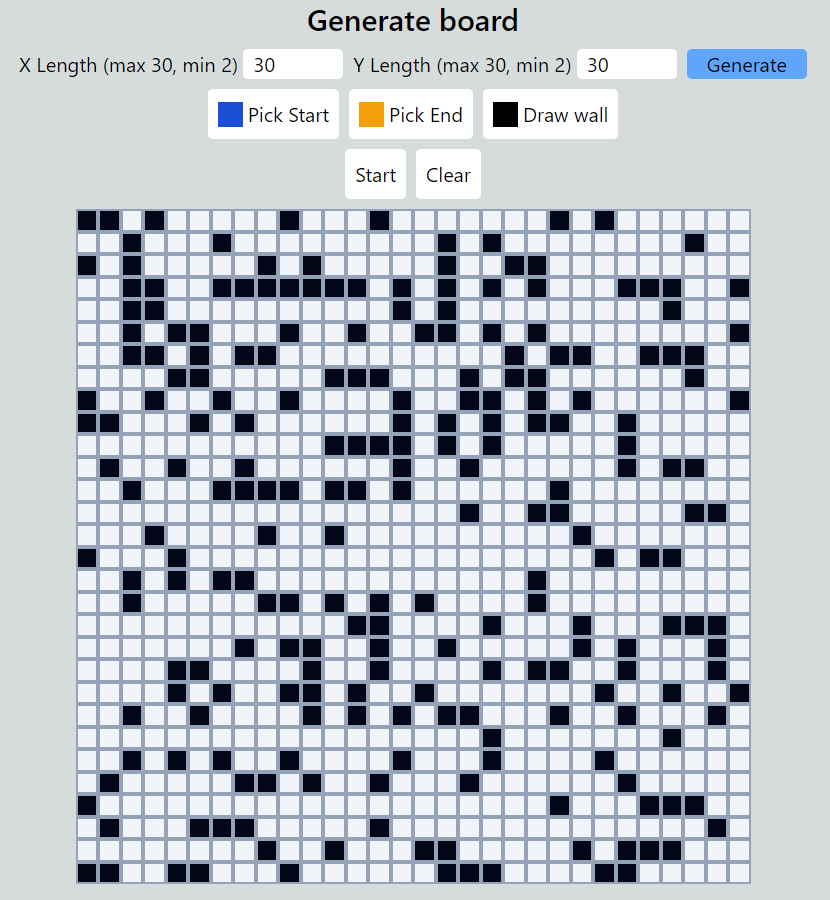 Generate board
X Length (max 30, min 2) 30 Y Length (max 30, min 2) 30 Generate
Pick Start Pick End Draw wall
Start Clear